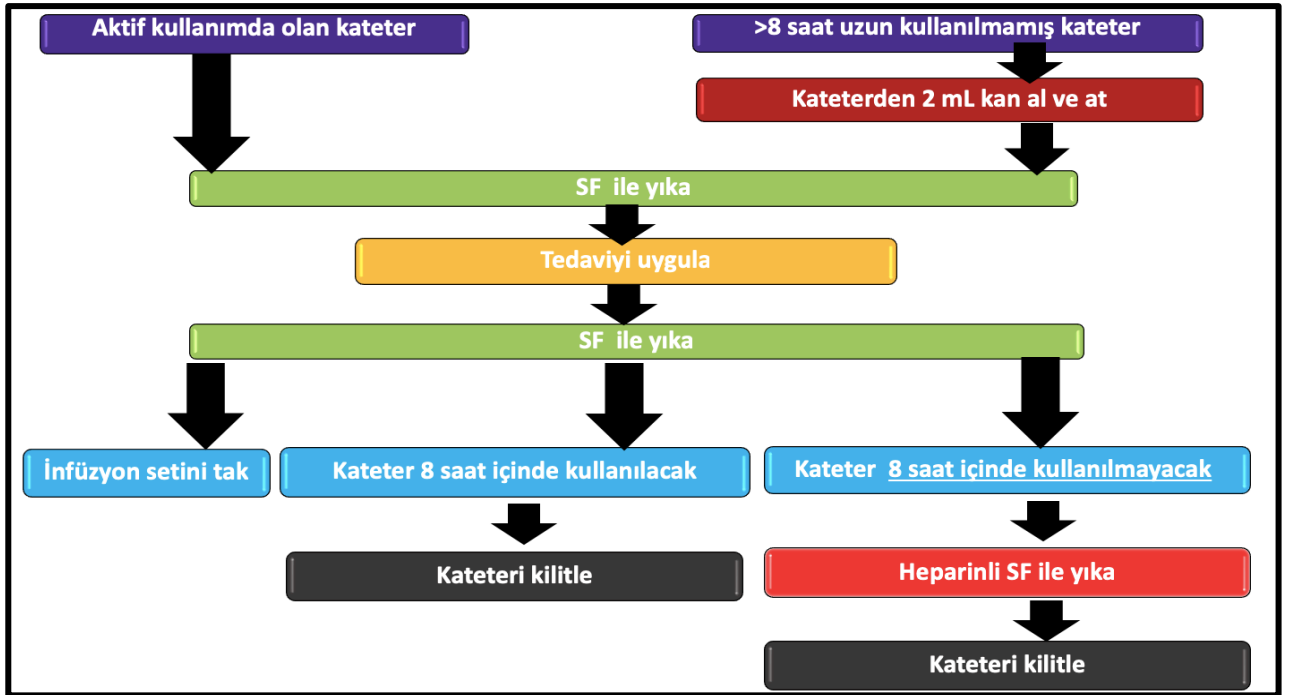 Aktif kullanımda olan kateter
>8 saat uzun kullanılmamış kateter
Kateterden 2 mL kan al ve at
SF ile yıka
Tedaviyi uygula
SF ile yıka
İnfüzyon setini tak
Kateter 8 saat içinde kullanılacak
Kateter 8 saat içinde kullanılmayacak
Kateteri kilitle
Heparinli SF ile yıka
Kateteri kilitle